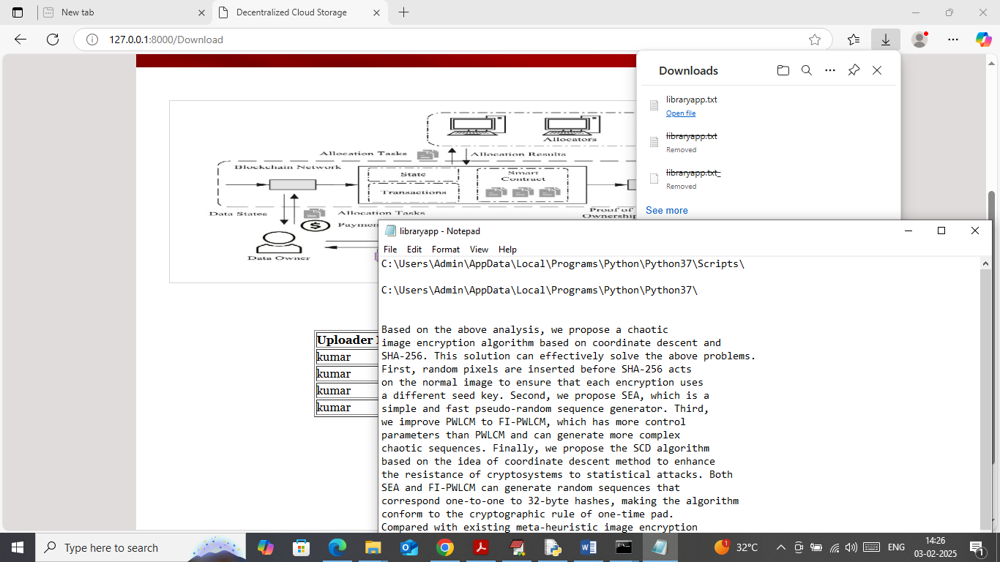 New tab
Decentralized Cloud Storage
127.0.0.1:8000/Download
Downloads
libraryapp.txt
Open file
libraryapp.txt
Removed
libraryapp.txt_
Removed
See more
Allocators
Allocation Tasks
Allocation Results
Blockchain Network
State
Transactions
Smart
Contract
Data States
Allocation Tasks
Proof of
Ownership
$
Paymen
Data Owner
Uploader
kumar
kumar
kumar
kumar
libraryapp - Notepad
File Edit Format View Help
C:\Users\Admin\AppData\Local\Programs\Python\Python37\Scripts\
C:\Users\Admin\AppData\Local\Programs\Python\Python37\
Based on the above analysis, we propose a chaotic
image encryption algorithm based on coordinate descent and
SHA-256. This solution can effectively solve the above problems.
First, random pixels are inserted before SHA-256 acts
on the normal image to ensure that each encryption uses
a different seed key. Second, we propose SEA, which is a
simple and fast pseudo-random sequence generator. Third,
we improve PWLCM to FI-PWLCM, which has more control
parameters than PWLCM and can generate more complex
chaotic sequences. Finally, we propose the SCD algorithm
based on the idea of coordinate descent method to enhance
the resistance of cryptosystems to statistical attacks. Both
SEA and FI-PWLCM can generate random sequences that
correspond one-to-one to 32-byte hashes, making the algorithm
conform to the cryptographic rule of one-time pad.
Compared with existing meta-heuristic image encryption
Type here to search
1
32°C
ENG
14:26
03-02-2025
1